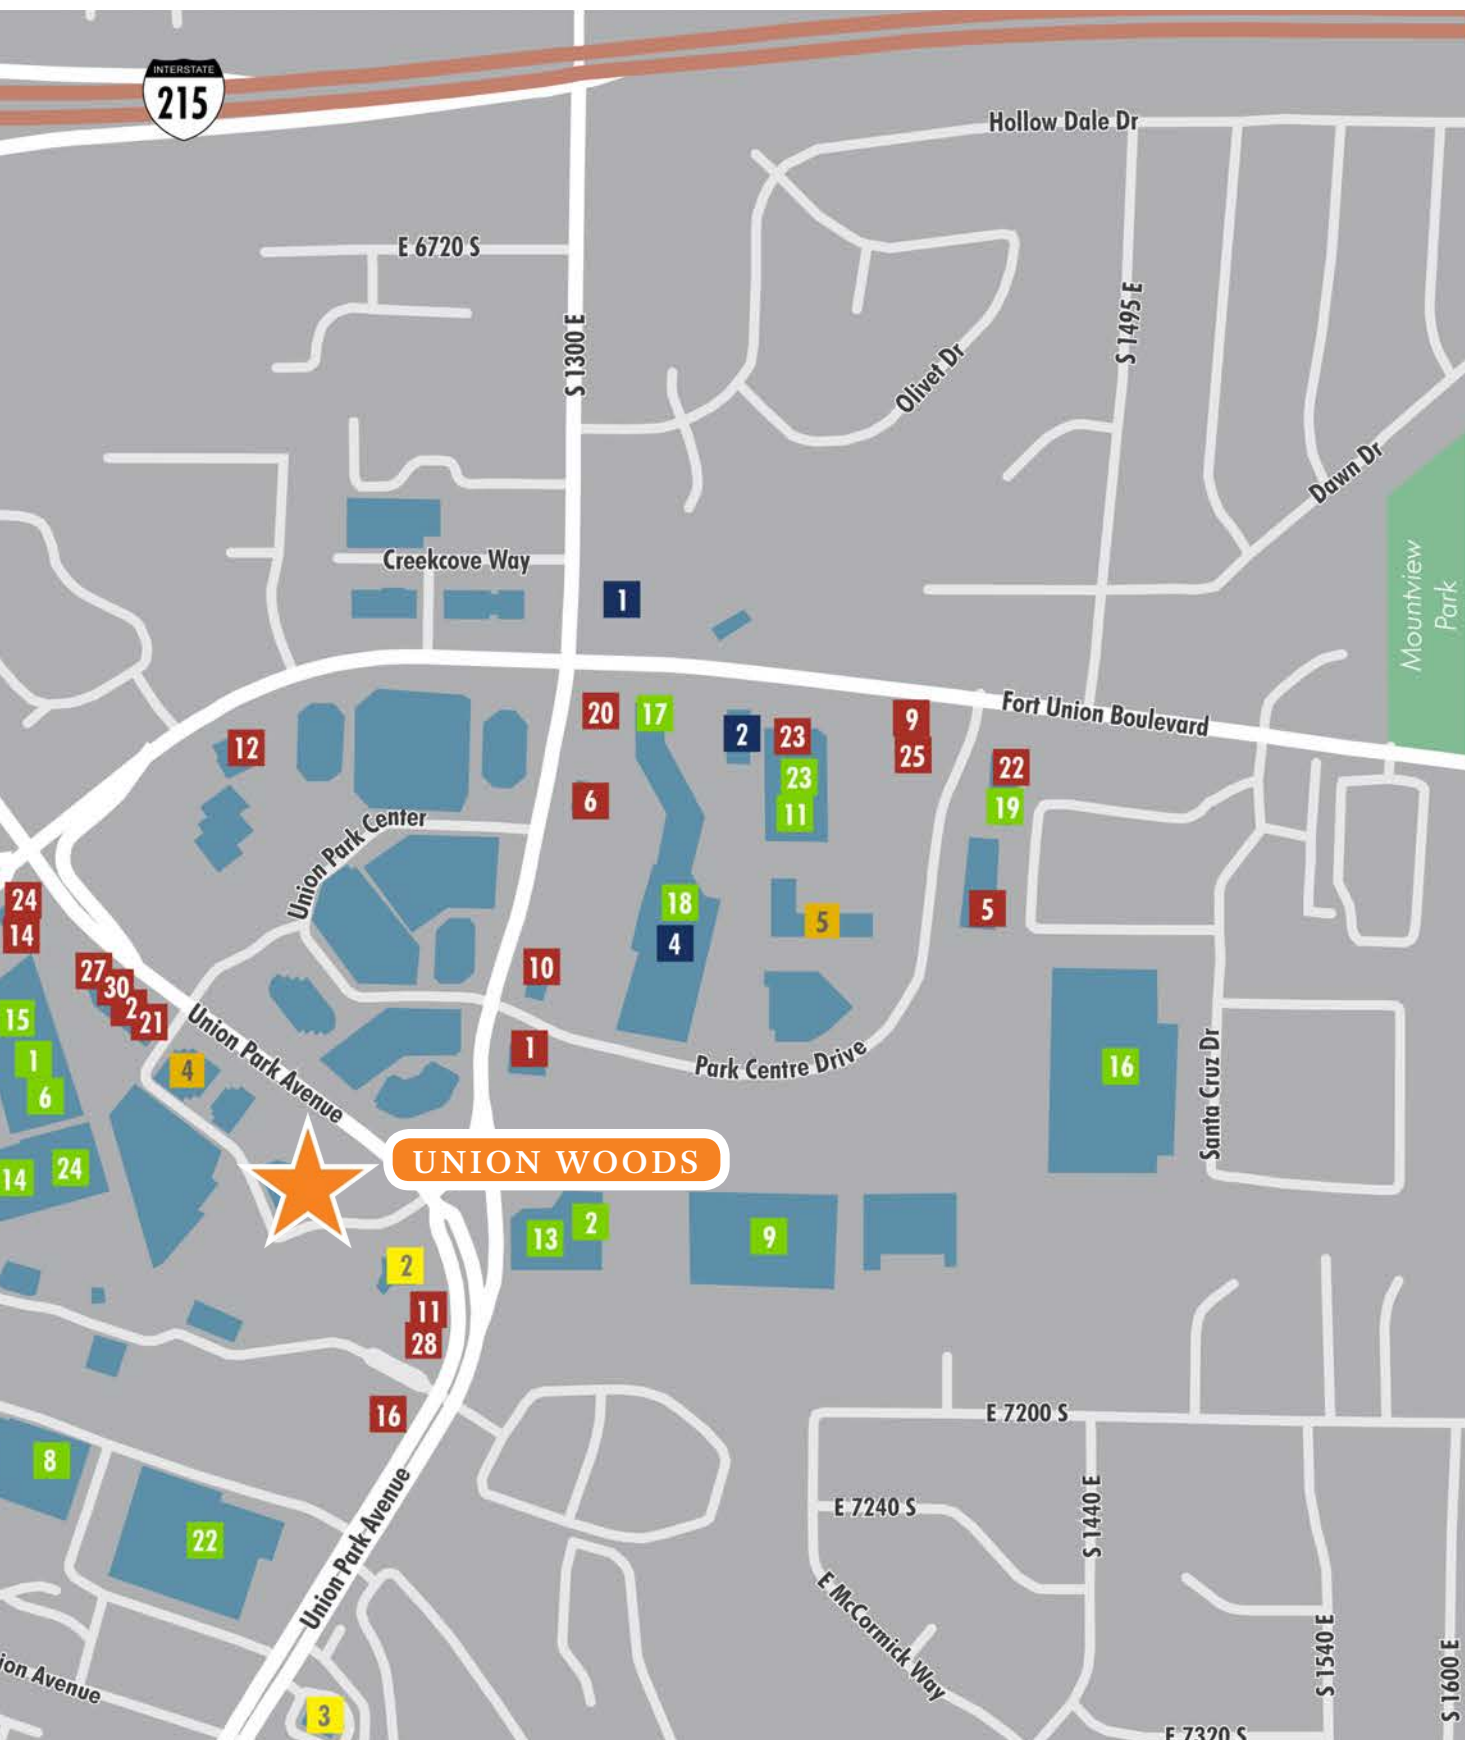 INTERSTATE
215
Hollow Dale Dr
E 6720 S
S 1300 E
S 1495 E
Olivet Dr
Dawn Dr
Mountview
Park
Creekcove Way
1
Fort Union Boulevard
20
17
2
23
9
25
12
23
11
22
19
6
Union Park Center
24
14
18
4
5
5
27
30
2
21
10
15
1
6
Union Park Avenue
4
1
Park Centre Drive
16
Santa Cruz Dr
UNION WOODS
14
24
13
2
9
2
11
28
16
E 7200 S
8
22
Union Park Avenue
E 7240 S
S 1440 E
E McCormick Way
S 1540 E
S 1600 E
ion Avenue
3
E 7320 S